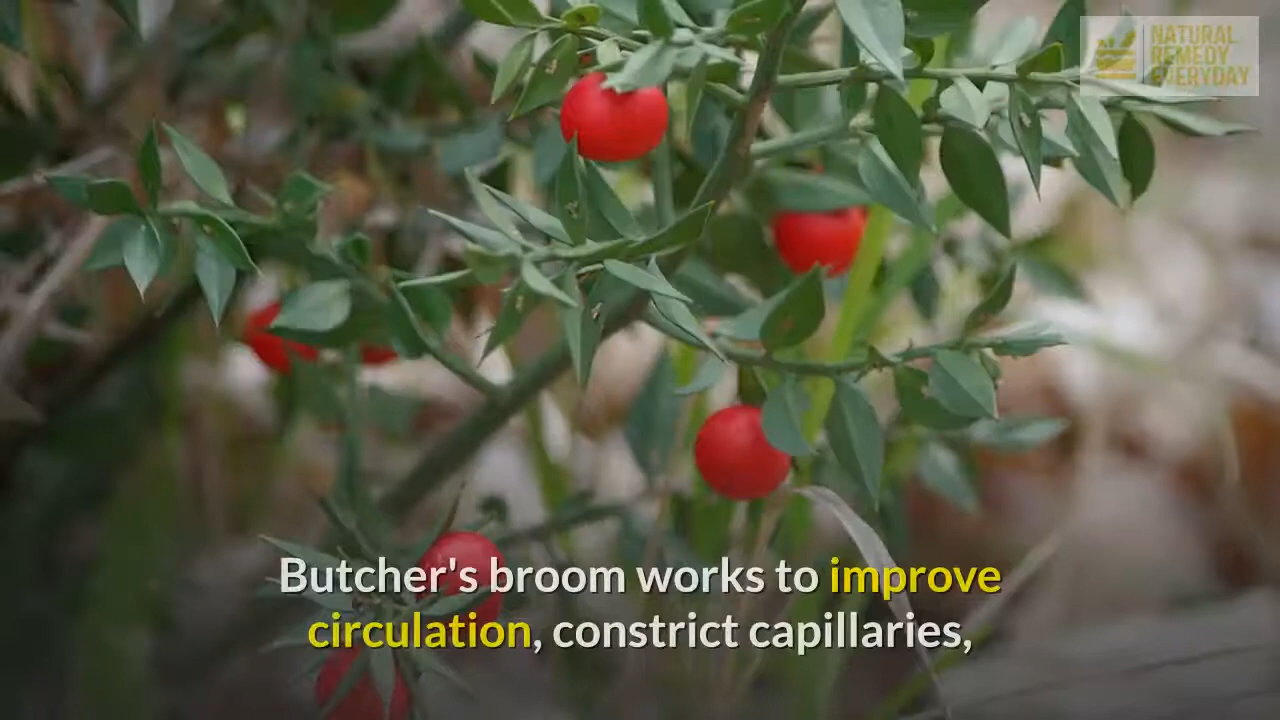 NATURAL
REMEDY
EVERYDAY
Butcher's broom works to improve
circulation, constrict capillaries,